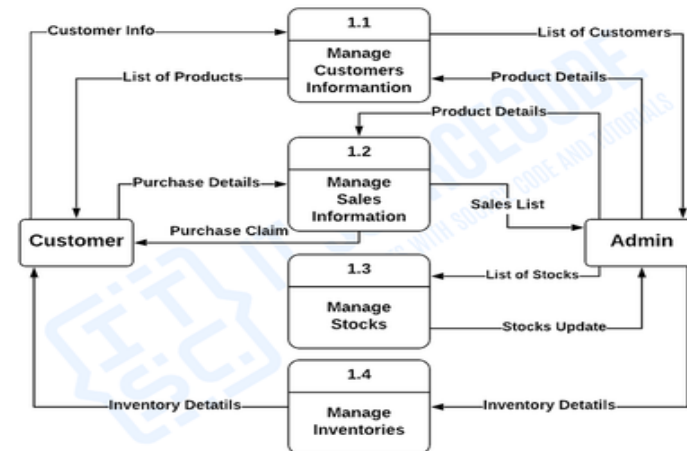 1.1
Customer Info
List of Customers
Manage
Customers
Informantion
List of Products
Product Details
Product Details
1.2
Manage
Sales
Information
Purchase Details
Sales List
Purchase Claim
Customer
Admin
1.3
Manage
Stocks
List of Stocks
Stocks Update
1.4
Manage
Inventories
Inventory Detatils
Inventory Detatils